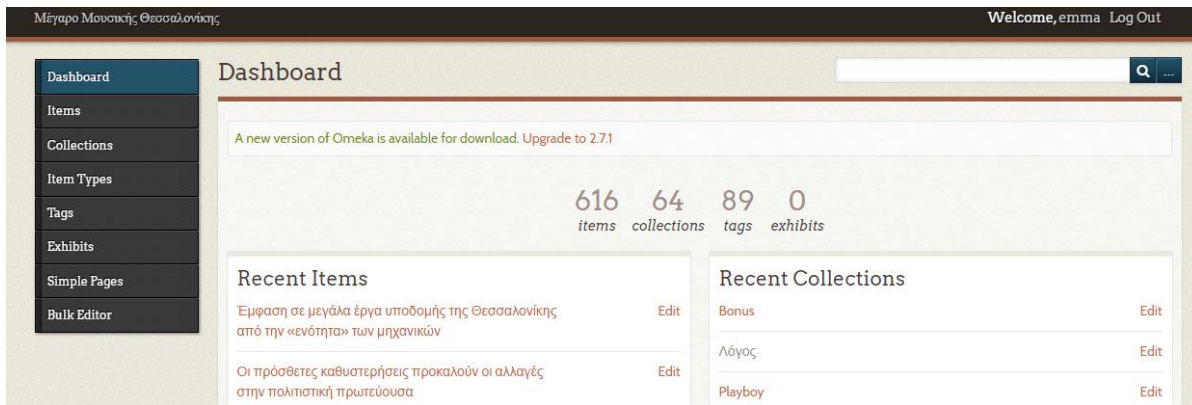 Μέγαρο Μουσικής Θεσσαλονίκης
Welcome, emma Log Out
Dashboard
Items
Collections
Item Types
Tags
Exhibits
Simple Pages
Bulk Editor
Dashboard
...
A new version of Omeka is available for download. Upgrade to 2.7.1
616 64 89 0
items collections tags exhibits
Recent Items
Έμφαση σε μεγάλα έργα υποδομής της Θεσσαλονίκης Edit
από την «ενότητα» των μηχανικών
Οι πρόσθετες καθυστερήσεις προκαλούν οι αλλαγές Edit
στην πολιτιστική πρωτεύουσα
Recent Collections
Bonus Edit
Λόγος Edit
Playboy Edit